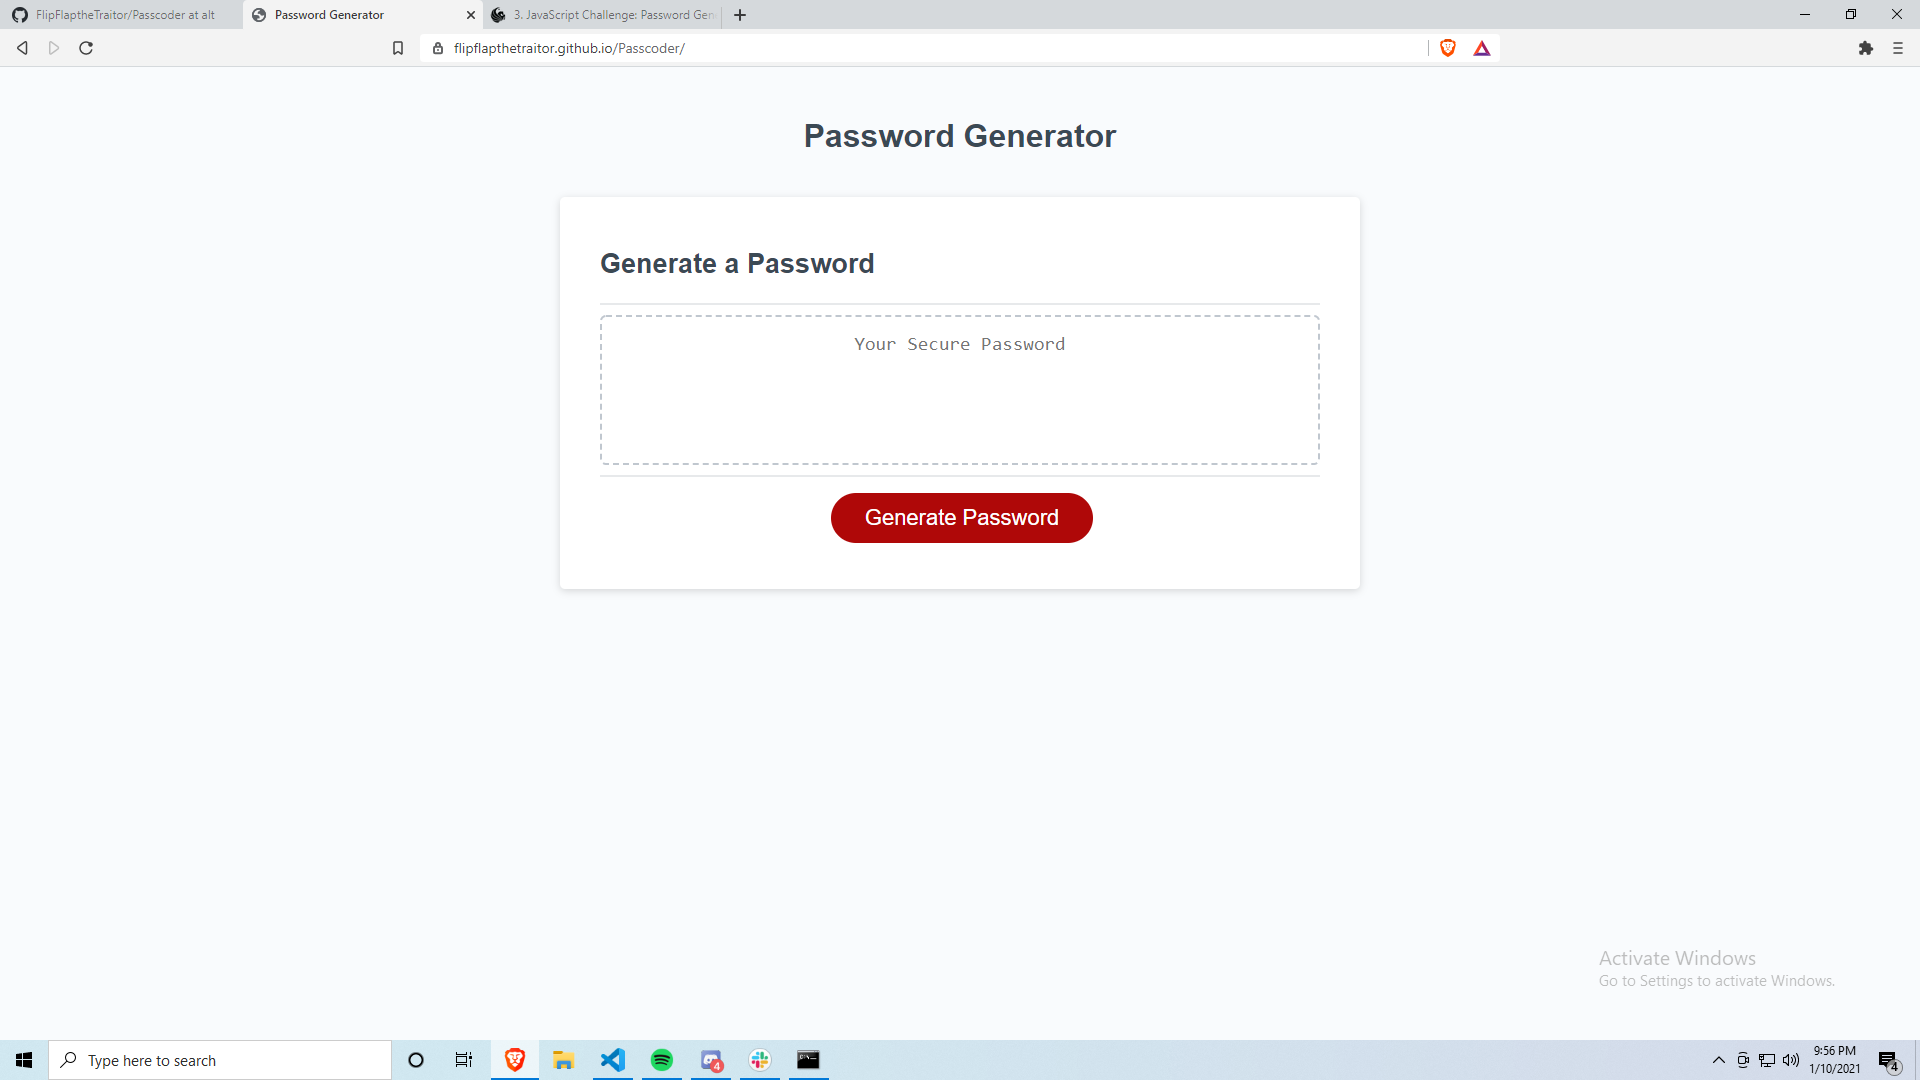 FlipFlaptheTraitor/Passcoder at alt
Password Generator
3. JavaScript Challenge: Password Gen
flipflapthetraitor.github.io/Passcoder/
Password Generator
Generate a Password
Your Secure Password
Generate Password
Activate Windows
Go to Settings to activate Windows.
Type here to search
4
9:56 PM
1/10/2021
4